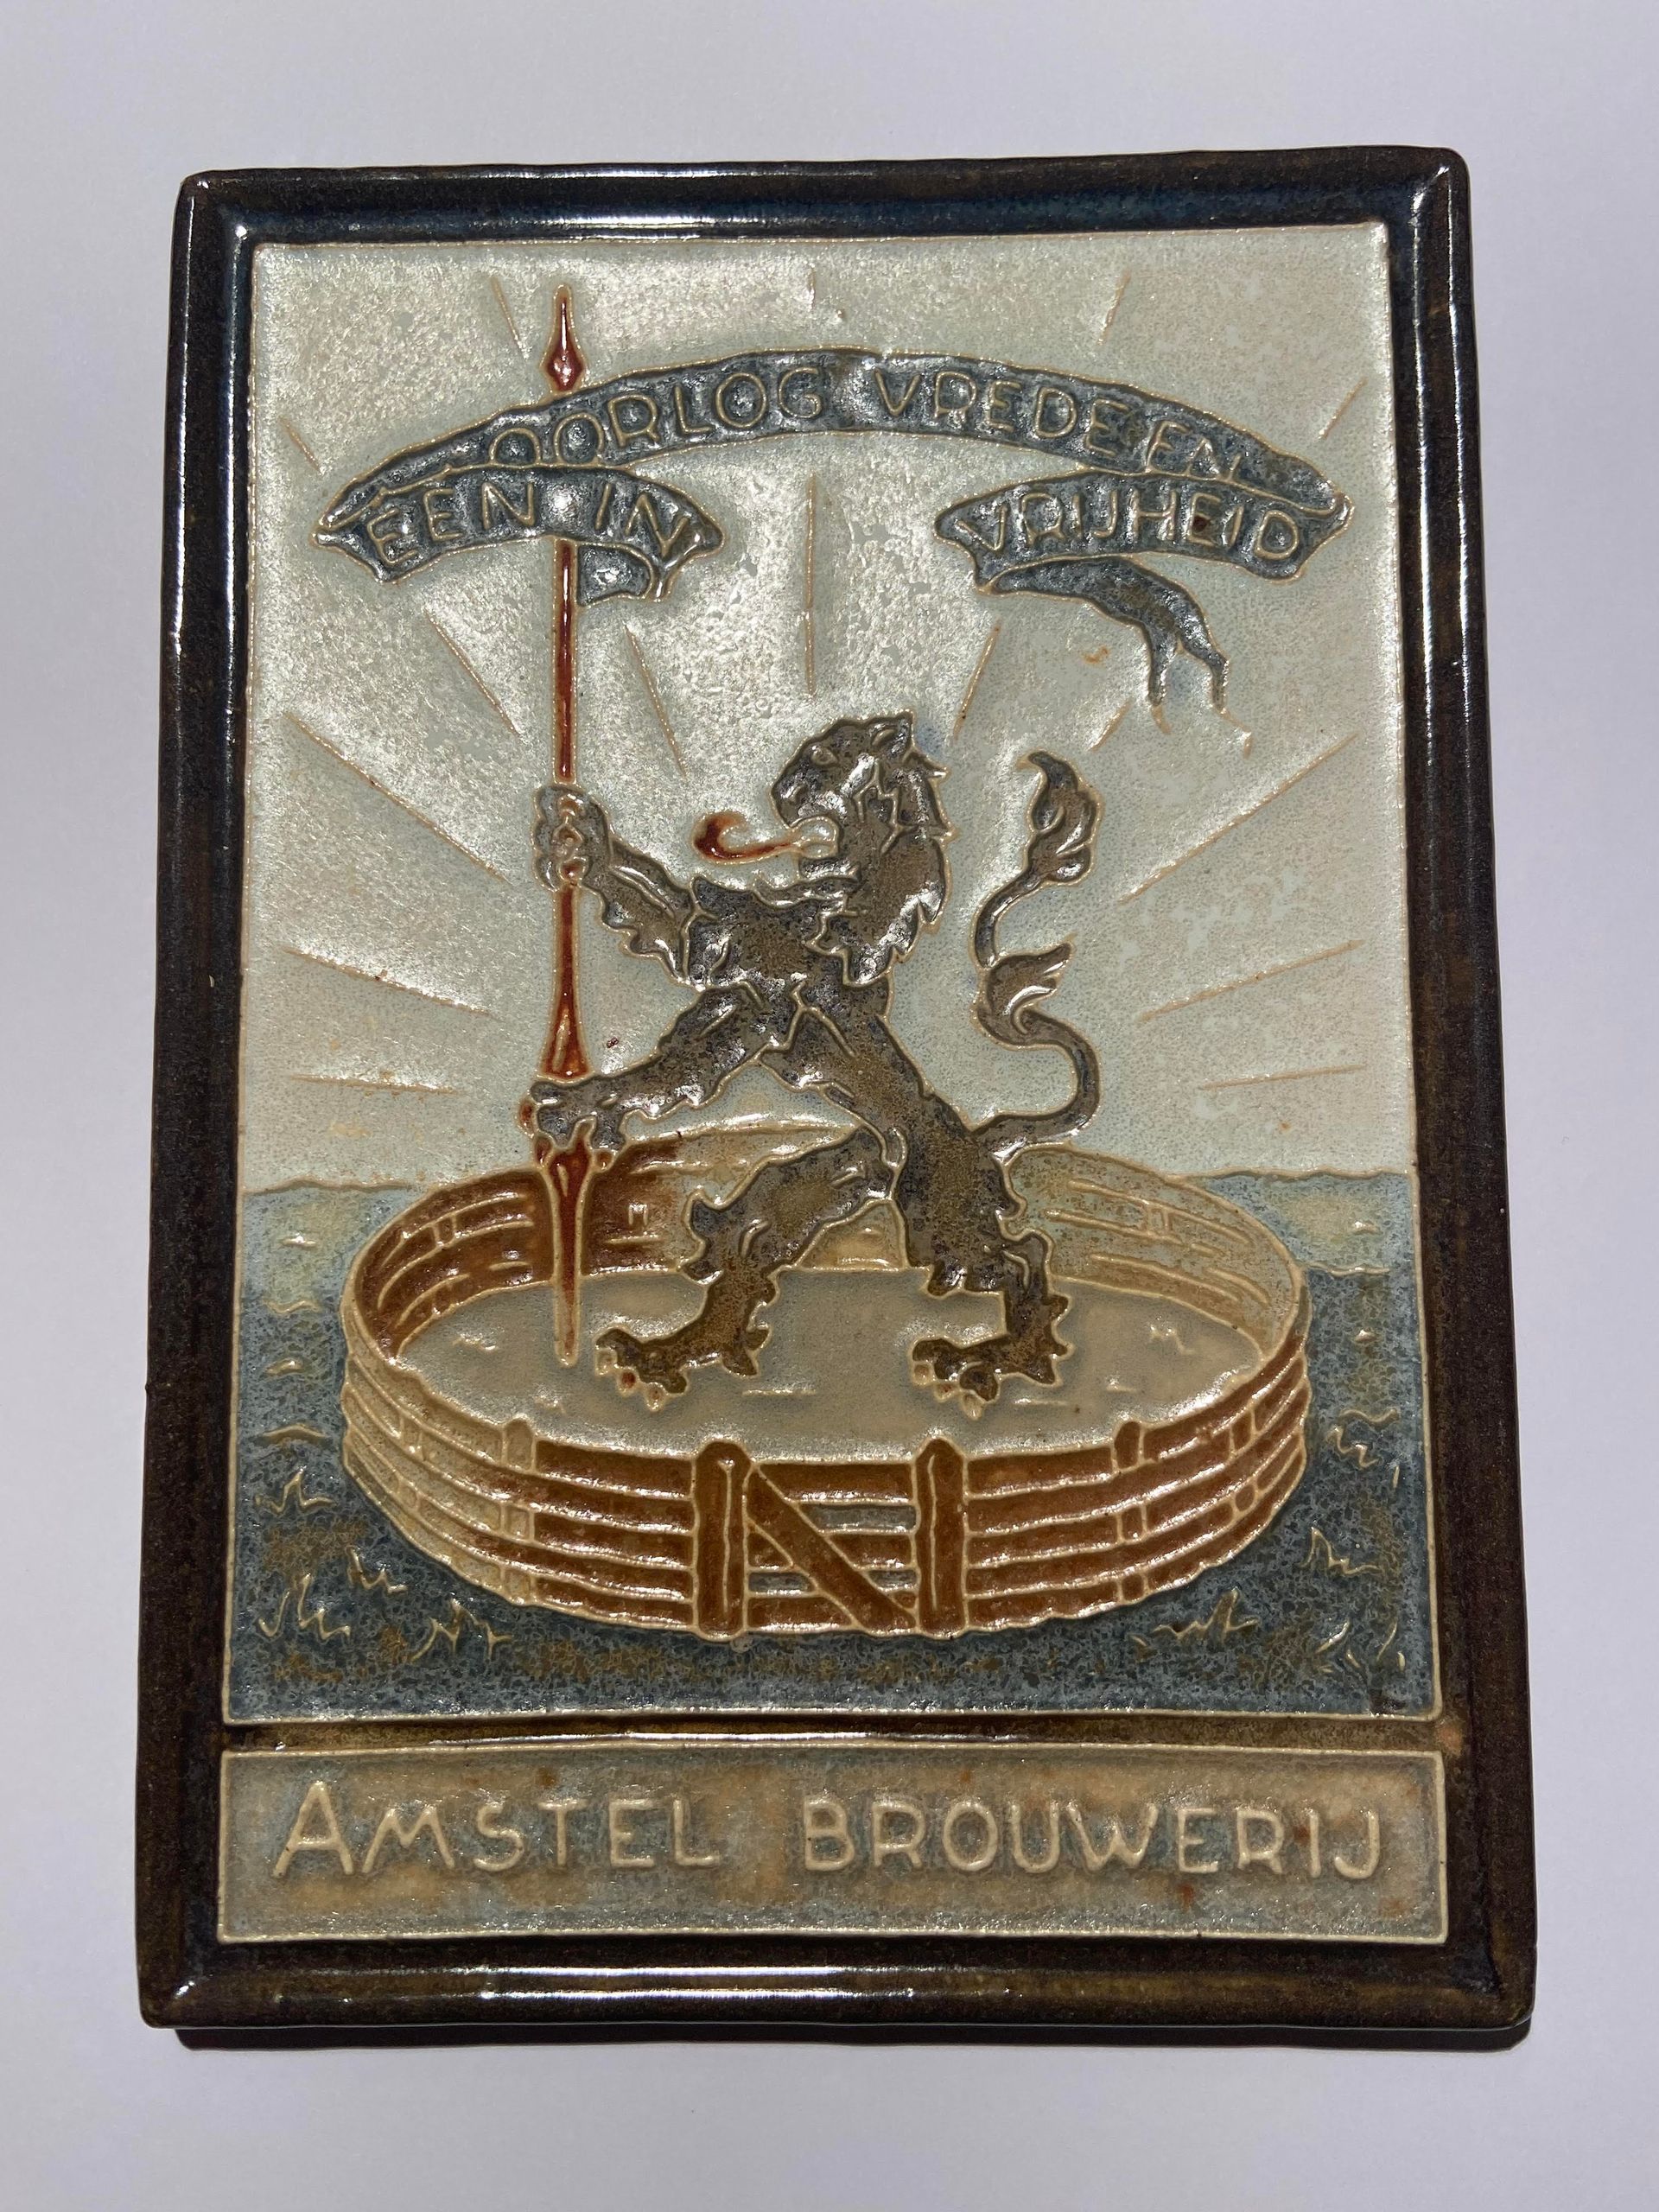 EEN IN
OORLOG VREDE EN
VRIJHEID
AMSTEL BROUWERIJ